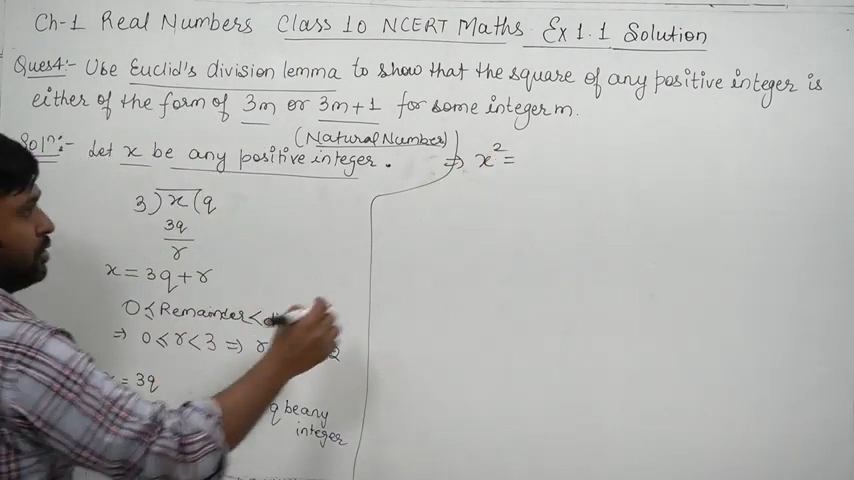 Ch-1 Real Numbers Class 10 NCERT Maths Ex 1.1 Solution
Ques4:- Use Euclid's division lemma to show that the square of any positive integer is
either of the form of 3m or 3m+1 for some integer m.
(Natural Number)
Soln:- Let x be any positive integer.
3) x (q
3q
r
x = 3q + r
0 ≤ Remainder <
⇒ 0 ≤ r < 3 ⇒ r 2
= 3q
q be any
integer
⇒ x² =